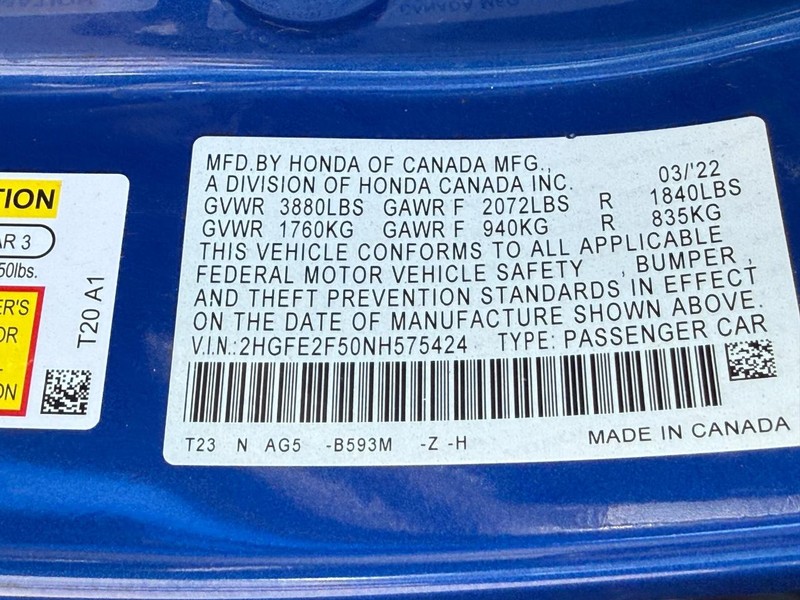 MFD.BY HONDA OF CANADA MFG.,
A DIVISION OF HONDA CANADA INC. 03/'22
GVWR 3880LBS GAWR F 2072LBS R 1840LBS
GVWR 1760KG GAWR F 940KG R 835KG
THIS VEHICLE CONFORMS TO ALL APPLICABLE
FEDERAL MOTOR VEHICLE SAFETY , BUMPER ,
AND THEFT PREVENTION STANDARDS IN EFFECT
ON THE DATE OF MANUFACTURE SHOWN ABOVE.
V.I.N.:2HGFE2F50NH575424 TYPE: PASSENGER CAR
T23 N AG5 -B593M -Z -H MADE IN CANADA
TION
AR 3
50lbs.
ER'S
OR
ON
T20 A1